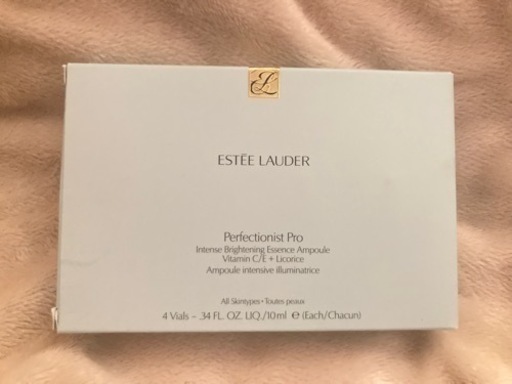 EL
ESTĒE LAUDER
Perfectionist Pro
Intense Brightening Essence Ampoule
Vitamin C/E + Licorice
Ampoule intensive illuminatrice
All Skintypes • Toutes peaux
4 Vials – .34 FL. OZ. LIQ./10 ml ℮ (Each/Chacun)